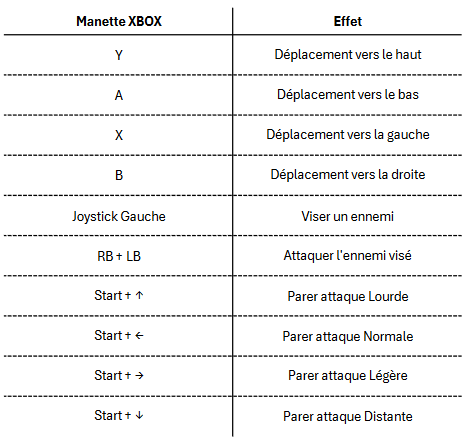 Manette XBOX Effet
Y Déplacement vers le haut
A Déplacement vers le bas
X Déplacement vers la gauche
B Déplacement vers la droite
Joystick Gauche Viser un ennemi
RB + LB Attaquer l'ennemi visé
Start + ↑ Parer attaque Lourde
Start + ← Parer attaque Normale
Start + → Parer attaque Légère
Start + ↓ Parer attaque Distante